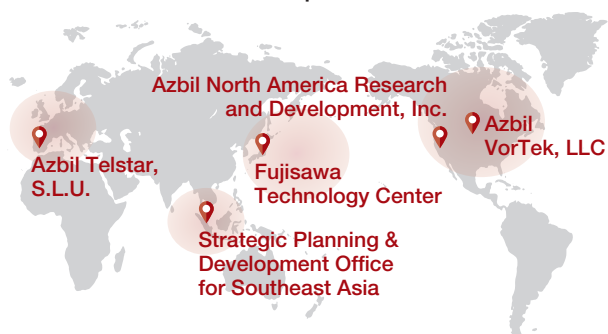 Azbil North America Research
and Development, Inc.
Azbil
VorTek, LLC
Azbil Telstar,
S.L.U.
Fujisawa
Technology Center
Strategic Planning &
Development Office
for Southeast Asia